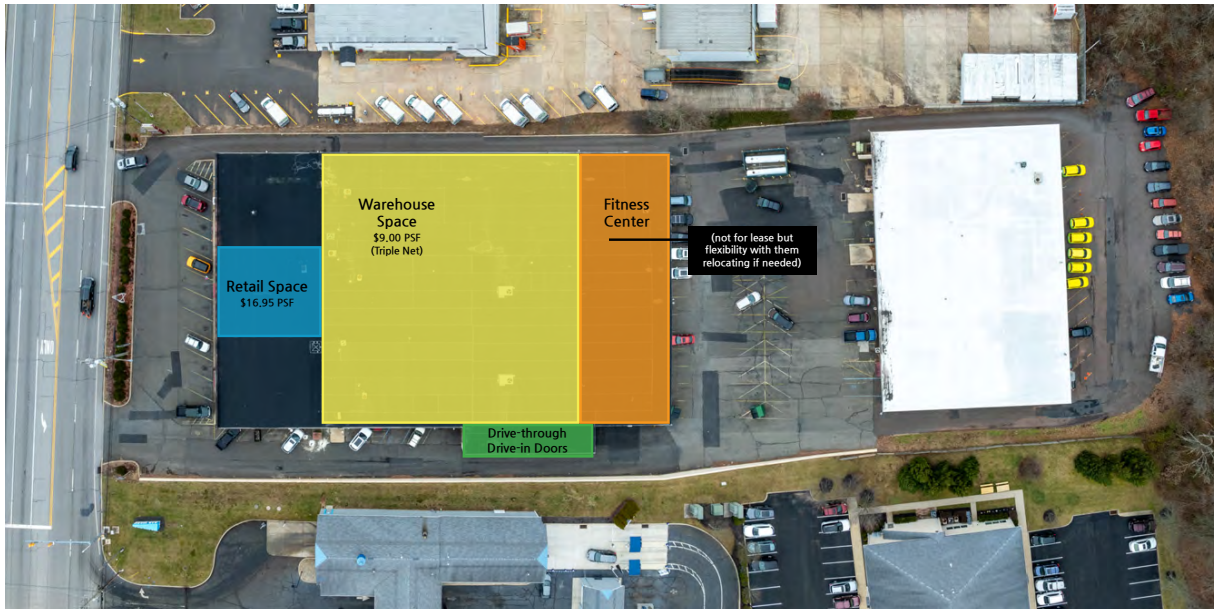 Warehouse
Space
$9.00 PSF
(Triple Net)
Fitness
Center
(not for lease but
flexibility with them
relocating if needed)
Retail Space
$16.95 PSF
Drive-through
Drive-in Doors